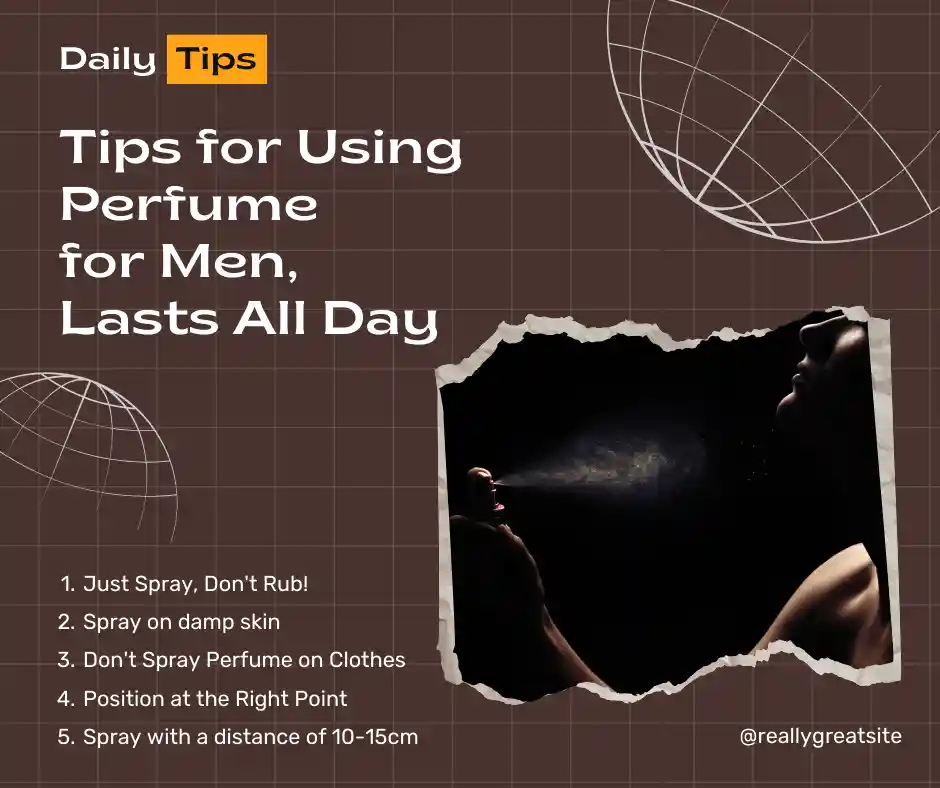 Daily Tips
Tips for Using
Perfume
for Men,
Lasts All Day
1. Just Spray, Don't Rub!
2. Spray on damp skin
3. Don't Spray Perfume on Clothes
4. Position at the Right Point
5. Spray with a distance of 10-15cm
@reallygreatsite